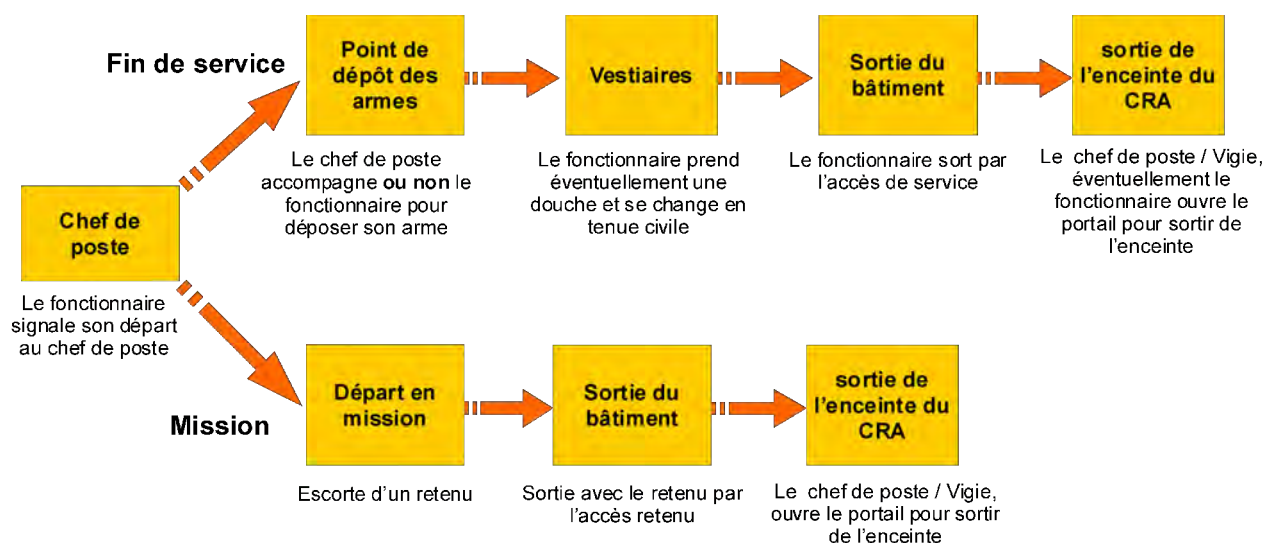 Fin de service
Point de
dépôt des
armes
Vestiaires
Sortie du
bâtiment
sortie de
l'enceinte du
CRA
Le chef de poste
accompagne ou non le
fonctionnaire pour
déposer son arme
Le fonctionnaire prend
éventuellement une
douche et se change en
tenue civile
Le fonctionnaire sort par
l'accès de service
Le chef de poste / Vigie,
éventuellement le
fonctionnaire ouvre le
portail pour sortir de
l'enceinte
Chef de
poste
Le fonctionnaire
signale son départ
au chef de poste
Mission
Départ en
mission
Sortie du
bâtiment
sortie de
l'enceinte du
CRA
Escorte d'un retenu
Sortie avec le retenu par
l'accès retenu
Le chef de poste / Vigie,
ouvre le portail pour sortir
de l'enceinte